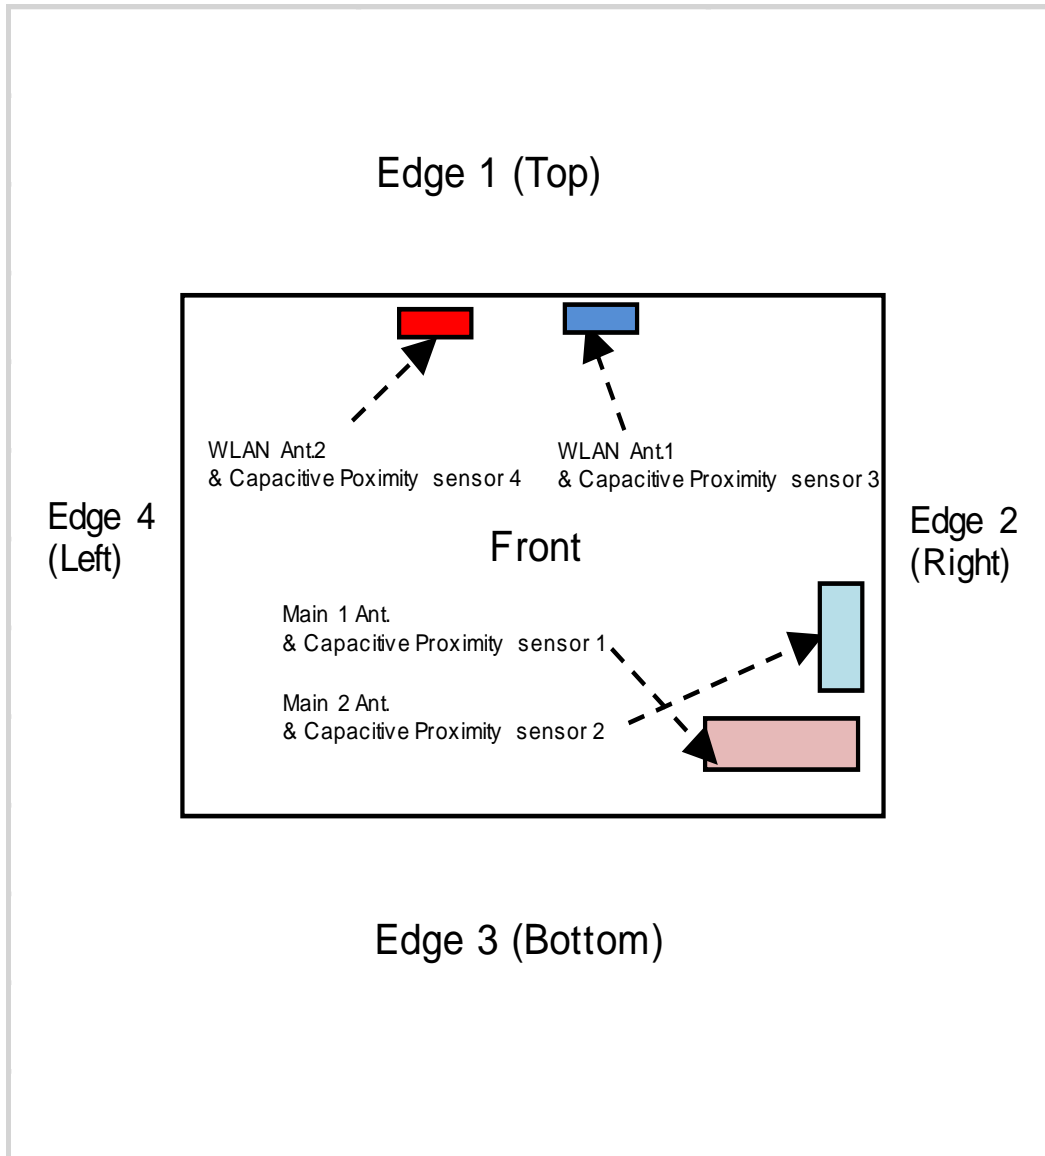 Edge 1 (Top)
WLAN Ant.2
& Capacitive Poximity sensor 4
WLAN Ant.1
& Capacitive Proximity sensor 3
Edge 4
(Left)
Front
Edge 2
(Right)
Main 1 Ant.
& Capacitive Proximity sensor 1
Main 2 Ant.
& Capacitive Proximity sensor 2
Edge 3 (Bottom)